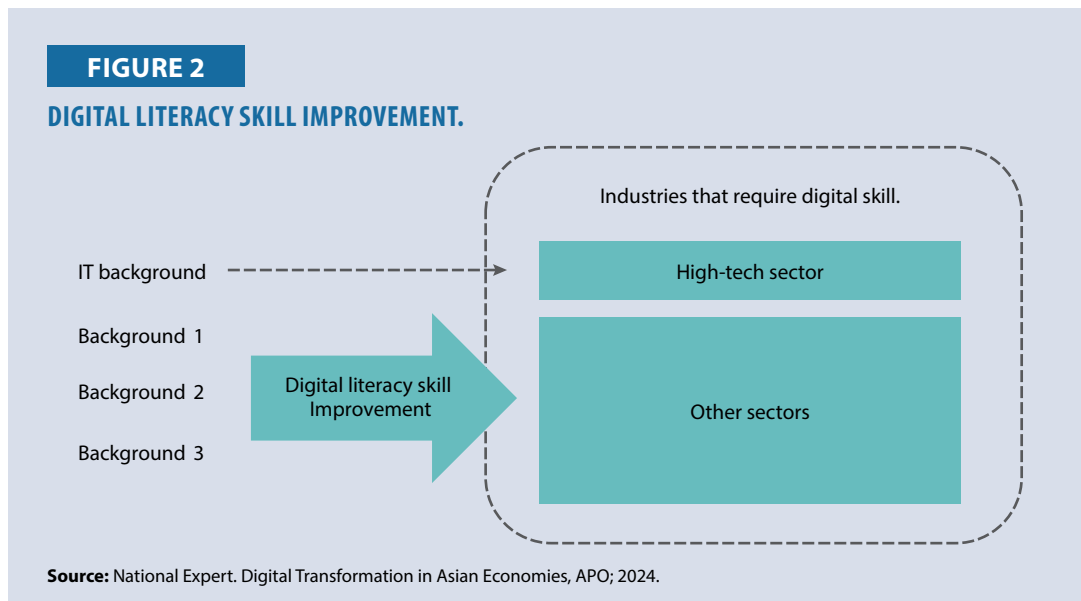 FIGURE 2
DIGITAL LITERACY SKILL IMPROVEMENT.
Industries that require digital skill.
IT background
High-tech sector
Background 1
Background 2
Background 3
Digital literacy skill
Improvement
Other sectors
Source: National Expert. Digital Transformation in Asian Economies, APO; 2024.